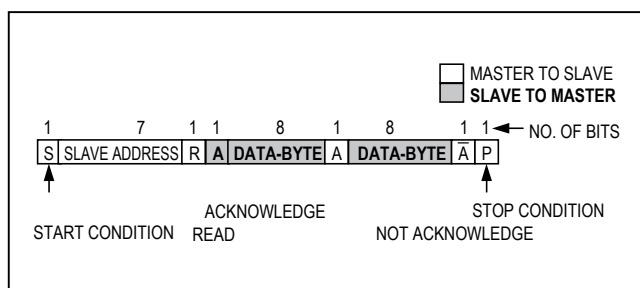 MASTER TO SLAVE
SLAVE TO MASTER
1 7 1 1 8 1 8 1 1 NO. OF BITS
S SLAVE ADDRESS R A DATA-BYTE A DATA-BYTE A̅ P
ACKNOWLEDGE STOP CONDITION
START CONDITION READ NOT ACKNOWLEDGE